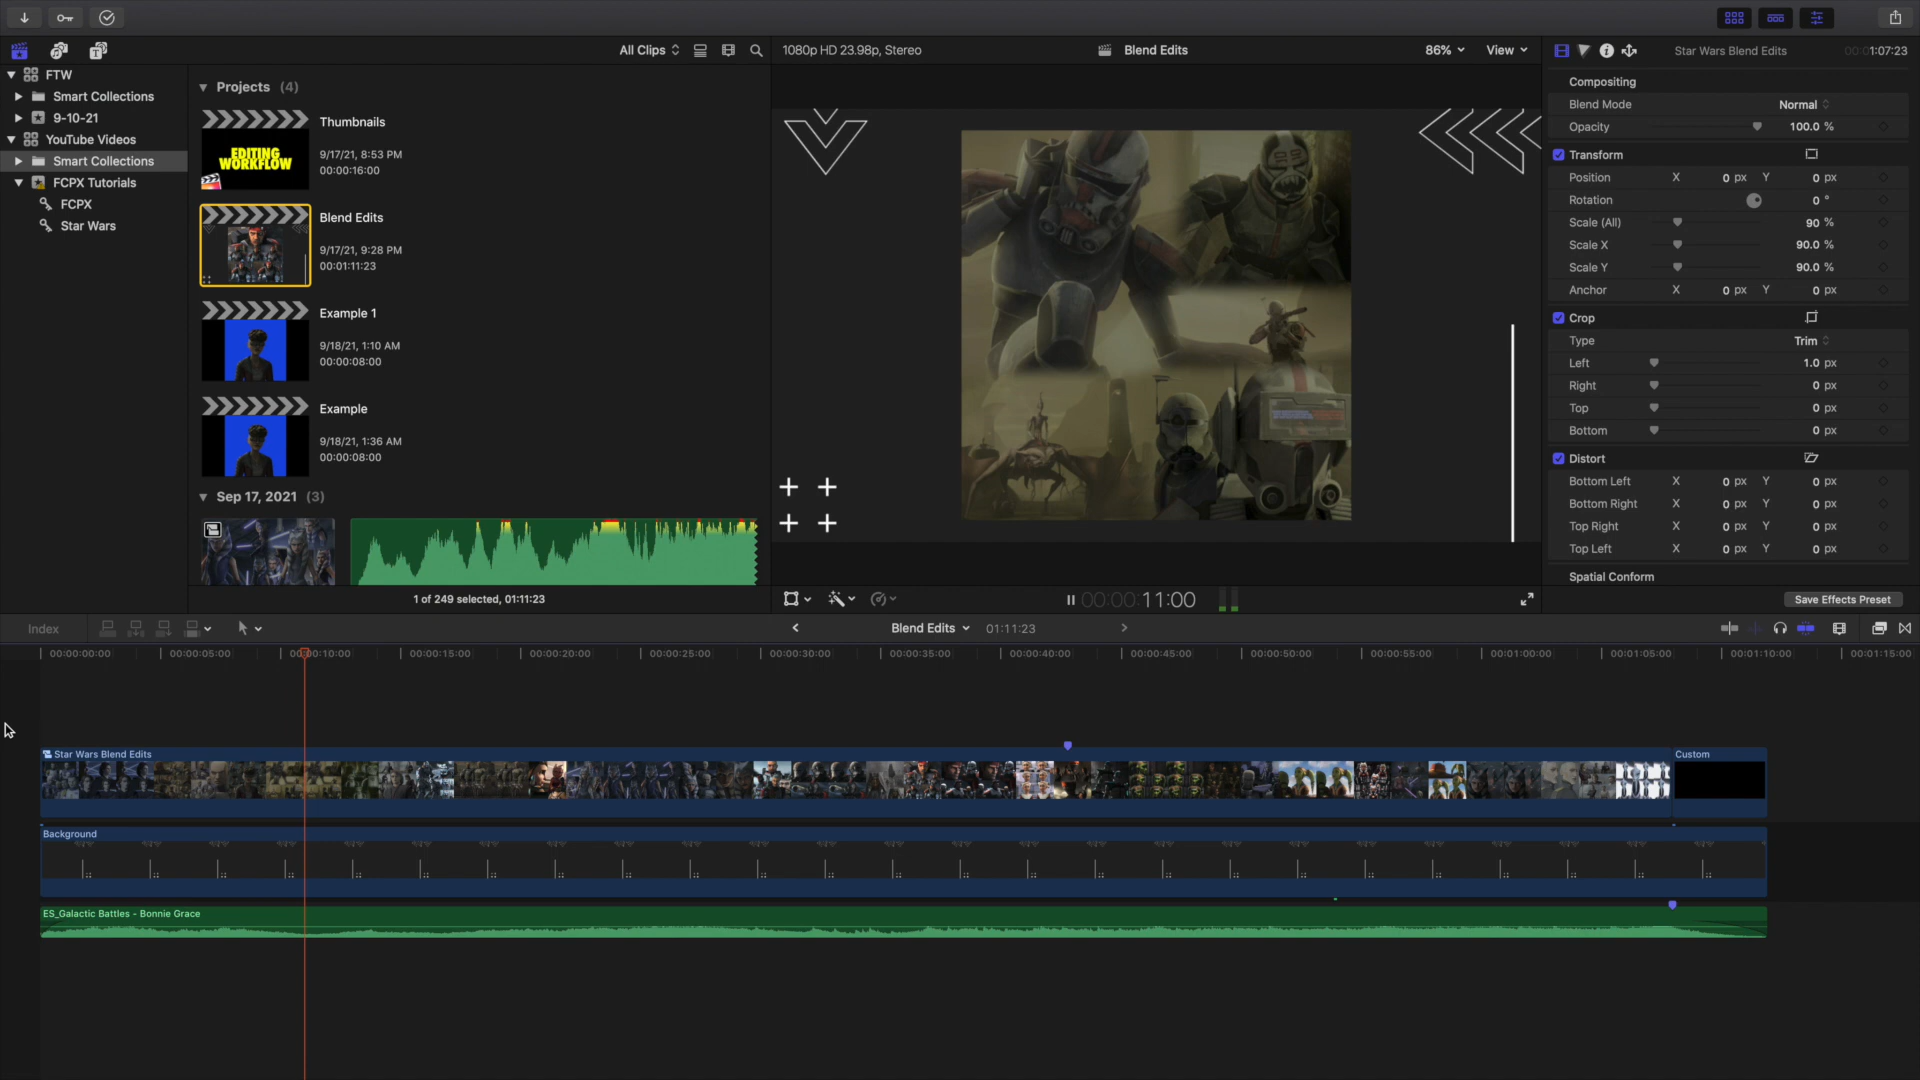 All Clips
1080p HD 23.98p, Stereo
Blend Edits
86%
View
Star Wars Blend Edits
00:01:07:23
FTW
Smart Collections
9-10-21
YouTube Videos
Smart Collections
FCPX Tutorials
FCPX
Star Wars
Projects (4)
Thumbnails
9/17/21, 8:53 PM
00:00:16:00
EDITING
WORKFLOW
Blend Edits
9/17/21, 9:28 PM
00:01:11:23
Example 1
9/18/21, 1:10 AM
00:00:08:00
Example
9/18/21, 1:36 AM
00:00:08:00
Sep 17, 2021 (3)
1 of 249 selected, 01:11:23
00:00:11:00
Compositing
Blend Mode Normal
Opacity 100.0 %
Transform
Position X 0 px Y 0 px
Rotation 0 °
Scale (All) 90 %
Scale X 90.0 %
Scale Y 90.0 %
Anchor X 0 px Y 0 px
Crop
Type Trim
Left 1.0 px
Right 0 px
Top 0 px
Bottom 0 px
Distort
Bottom Left X 0 px Y 0 px
Bottom Right X 0 px Y 0 px
Top Right X 0 px Y 0 px
Top Left X 0 px Y 0 px
Spatial Conform
Save Effects Preset
Index
Blend Edits
01:11:23
00:00:00:00 00:00:05:00 00:00:10:00 00:00:15:00 00:00:20:00 00:00:25:00 00:00:30:00 00:00:35:00 00:00:40:00 00:00:45:00 00:00:50:00 00:00:55:00 00:01:00:00 00:01:05:00 00:01:10:00 00:01:15:00
Star Wars Blend Edits
Custom
Background
ES_Galactic Battles - Bonnie Grace